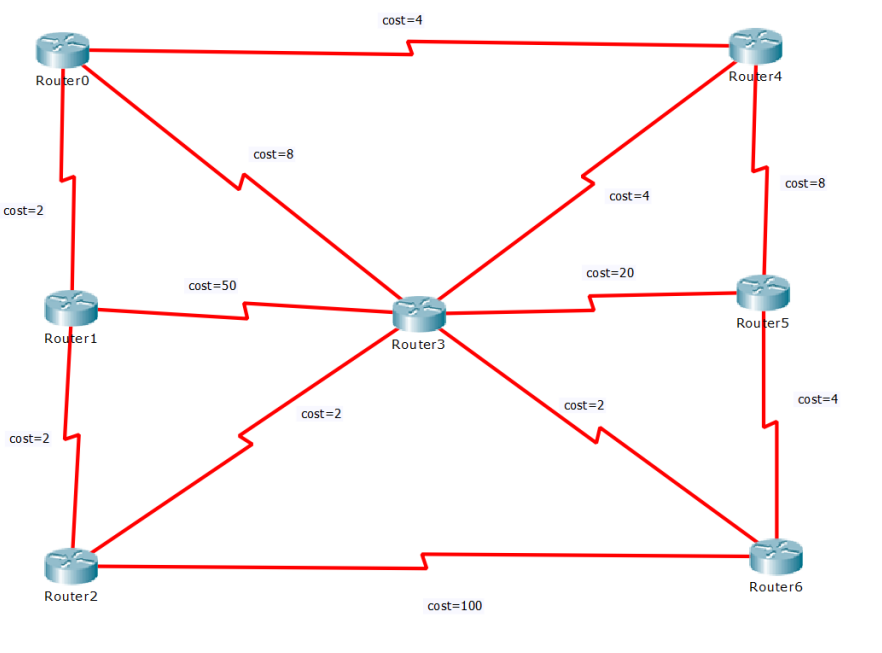 cost=4
Router0
Router4
cost=8
cost=8
cost=4
cost=2
cost=20
cost=50
Router5
Router1
Router3
cost=4
cost=2
cost=2
cost=2
Router6
Router2
cost=100